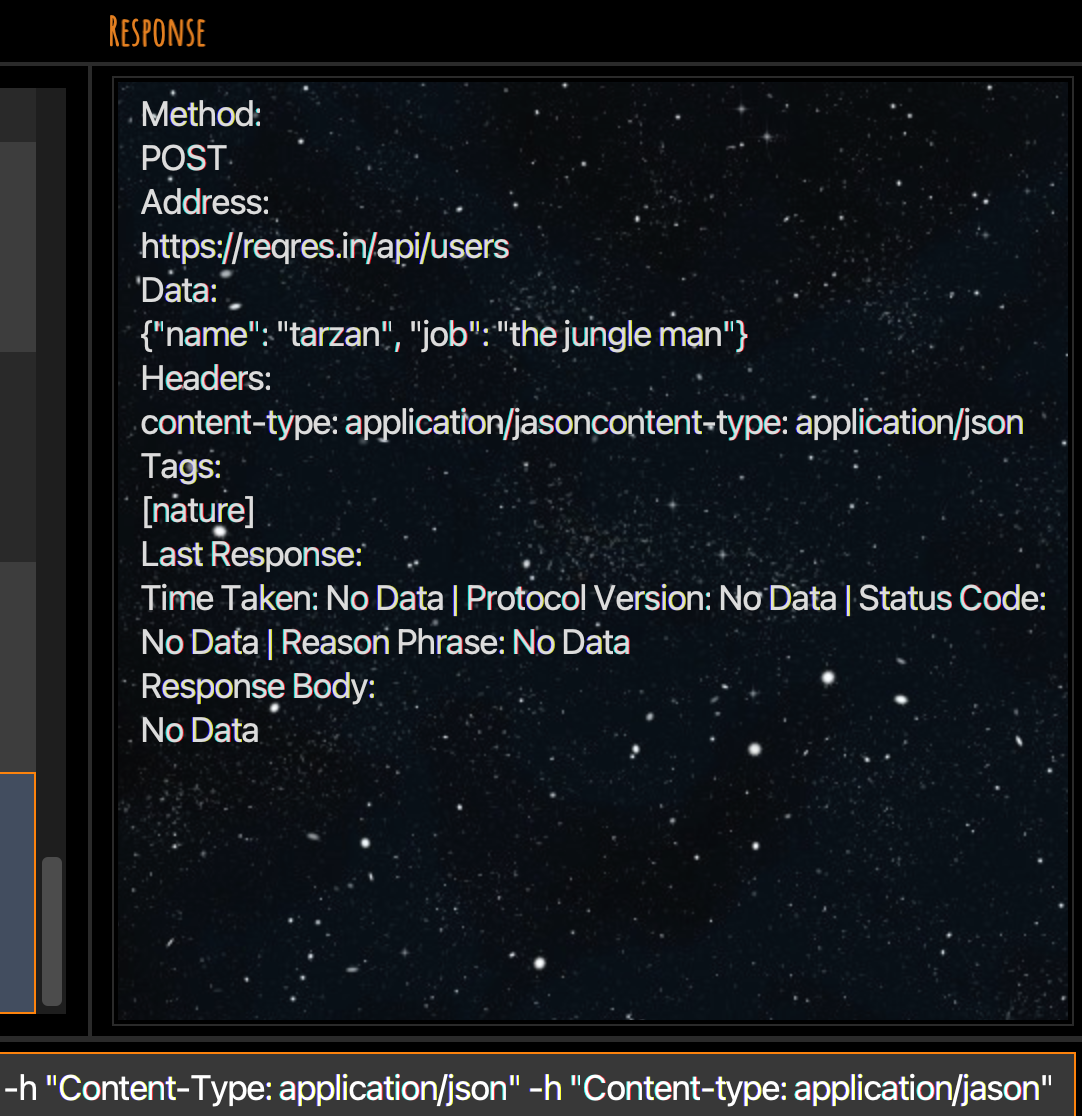 Response
Method:
POST
Address:
https://reqres.in/api/users
Data:
{"name": "tarzan", "job": "the jungle man"}
Headers:
content-type: application/jasoncontent-type: application/json
Tags:
[nature]
Last Response:
Time Taken: No Data | Protocol Version: No Data | Status Code:
No Data | Reason Phrase: No Data
Response Body:
No Data
-h "Content-Type: application/json" -h "Content-type: application/jason"